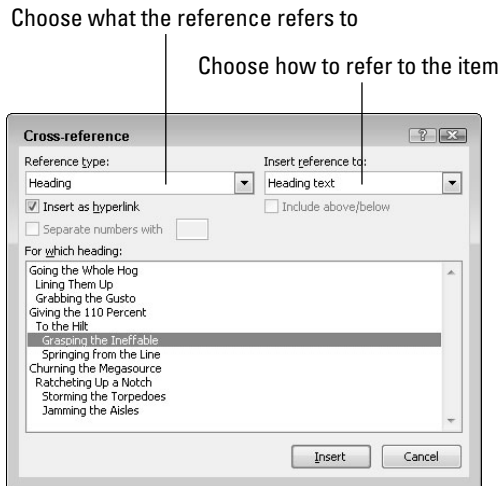 Choose what the reference refers to
Choose how to refer to the item
Cross-reference
Reference type:
Insert reference to:
Heading
Heading text
Insert as hyperlink
Include above/below
Separate numbers with
For which heading:
Going the Whole Hog
Lining Them Up
Grabbing the Gusto
Giving the 110 Percent
To the Hilt
Grasping the Ineffable
Springing from the Line
Churning the Megasource
Ratcheting Up a Notch
Storming the Torpedoes
Jamming the Aisles
Insert
Cancel